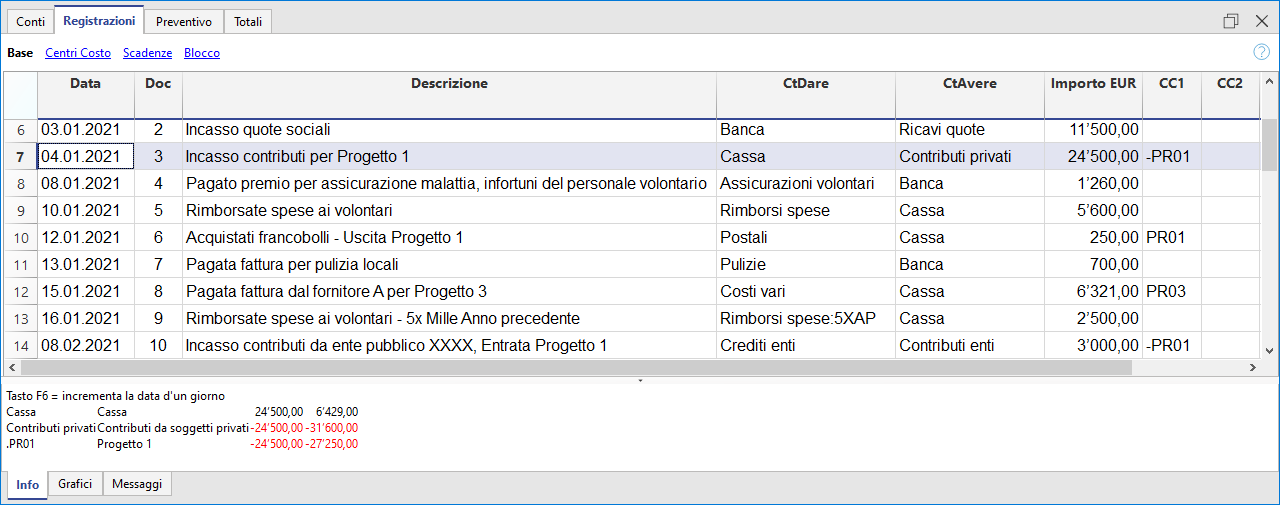 Conti Registrazioni Preventivo Totali
Base Centri Costo Scadenze Blocco ?
Data Doc Descrizione CtDare CtAvere Importo EUR CC1 CC2
6 03.01.2021 2 Incasso quote sociali Banca Ricavi quote 11’500,00
7 04.01.2021 3 Incasso contributi per Progetto 1 Cassa Contributi privati 24’500,00 -PR01
8 08.01.2021 4 Pagato premio per assicurazione malattia, infortuni del personale volontario Assicurazioni volontari Banca 1’260,00
9 10.01.2021 5 Rimborsate spese ai volontari Rimborsi spese Cassa 5’600,00
10 12.01.2021 6 Acquistati francobolli - Uscita Progetto 1 Postali Cassa 250,00 PR01
11 13.01.2021 7 Pagata fattura per pulizia locali Pulizie Banca 700,00
12 15.01.2021 8 Pagata fattura dal fornitore A per Progetto 3 Costi vari Cassa 6’321,00 PR03
13 16.01.2021 9 Rimborsate spese ai volontari - 5x Mille Anno precedente Rimborsi spese:5XAP Cassa 2’500,00
14 08.02.2021 10 Incasso contributi da ente pubblico XXXX, Entrata Progetto 1 Crediti enti Contributi enti 3’000,00 -PR01
Tasto F6 = incrementa la data d'un giorno
Cassa Cassa 24’500,00 6’429,00
Contributi privati Contributi da soggetti privati -24’500,00 -31’600,00
.PR01 Progetto 1 -24’500,00 -27’250,00
Info Grafici Messaggi